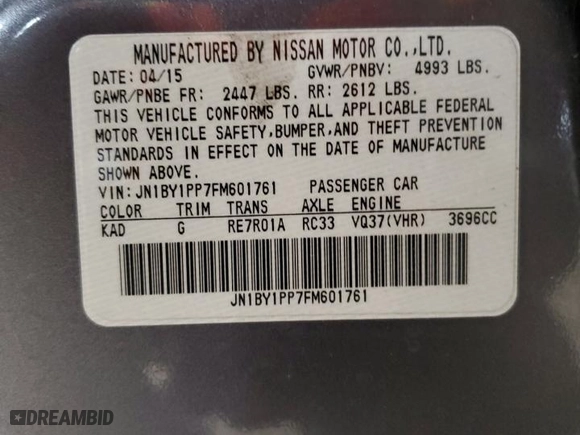 MANUFACTURED BY NISSAN MOTOR CO.,LTD.
DATE: 04/15 GVWR/PNBV: 4993 LBS.
GAWR/PNBE FR: 2447 LBS. RR: 2612 LBS.
THIS VEHICLE CONFORMS TO ALL APPLICABLE FEDERAL
MOTOR VEHICLE SAFETY,BUMPER,AND THEFT PREVENTION
STANDARDS IN EFFECT ON THE DATE OF MANUFACTURE
SHOWN ABOVE.
VIN: JN1BY1PP7FM601761 PASSENGER CAR
COLOR TRIM TRANS AXLE ENGINE
KAD G RE7R01A RC33 VQ37(VHR) 3696CC
JN1BY1PP7FM601761
DREAMBID